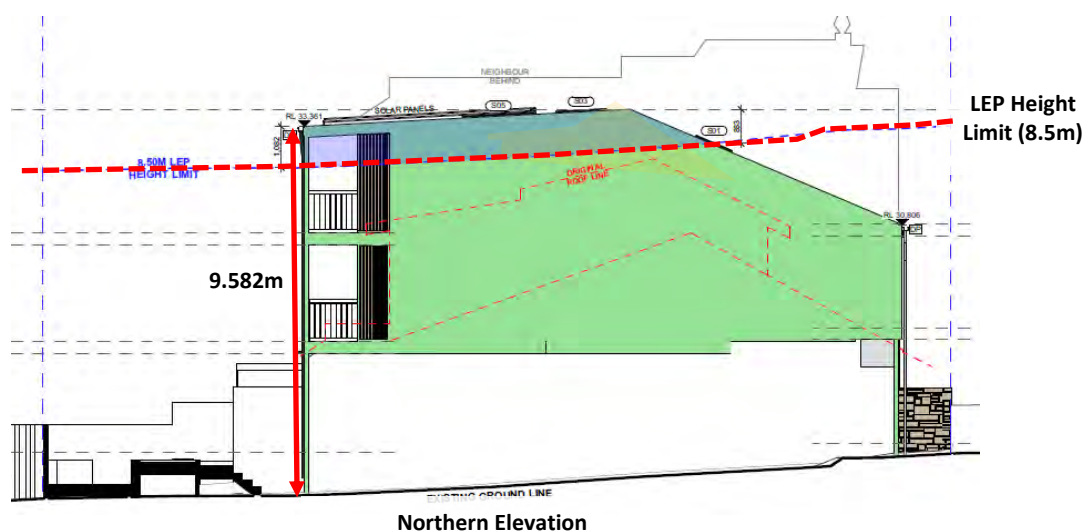 NEIGHBOUR
BEHIND
SOLAR PANELS
S05
S03
RL 33.361
1,082
883
S01
LEP Height
Limit (8.5m)
8.50M LEP
HEIGHT LIMIT
ORIGINAL
ROOF LINE
RL 30.806
DP
9.582m
EXISTING GROUND LINE
Northern Elevation